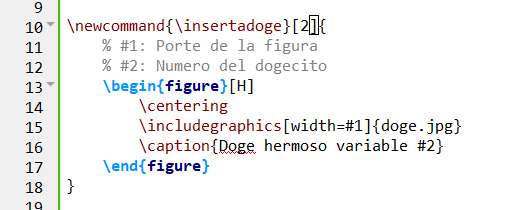 9
10 \newcommand{\insertadoge}[2]{
11 % #1: Porte de la figura
12 % #2: Numero del dogecito
13 \begin{figure}[H]
14 \centering
15 \includegraphics[width=#1]{doge.jpg}
16 \caption{Doge hermoso variable #2}
17 \end{figure}
18 }